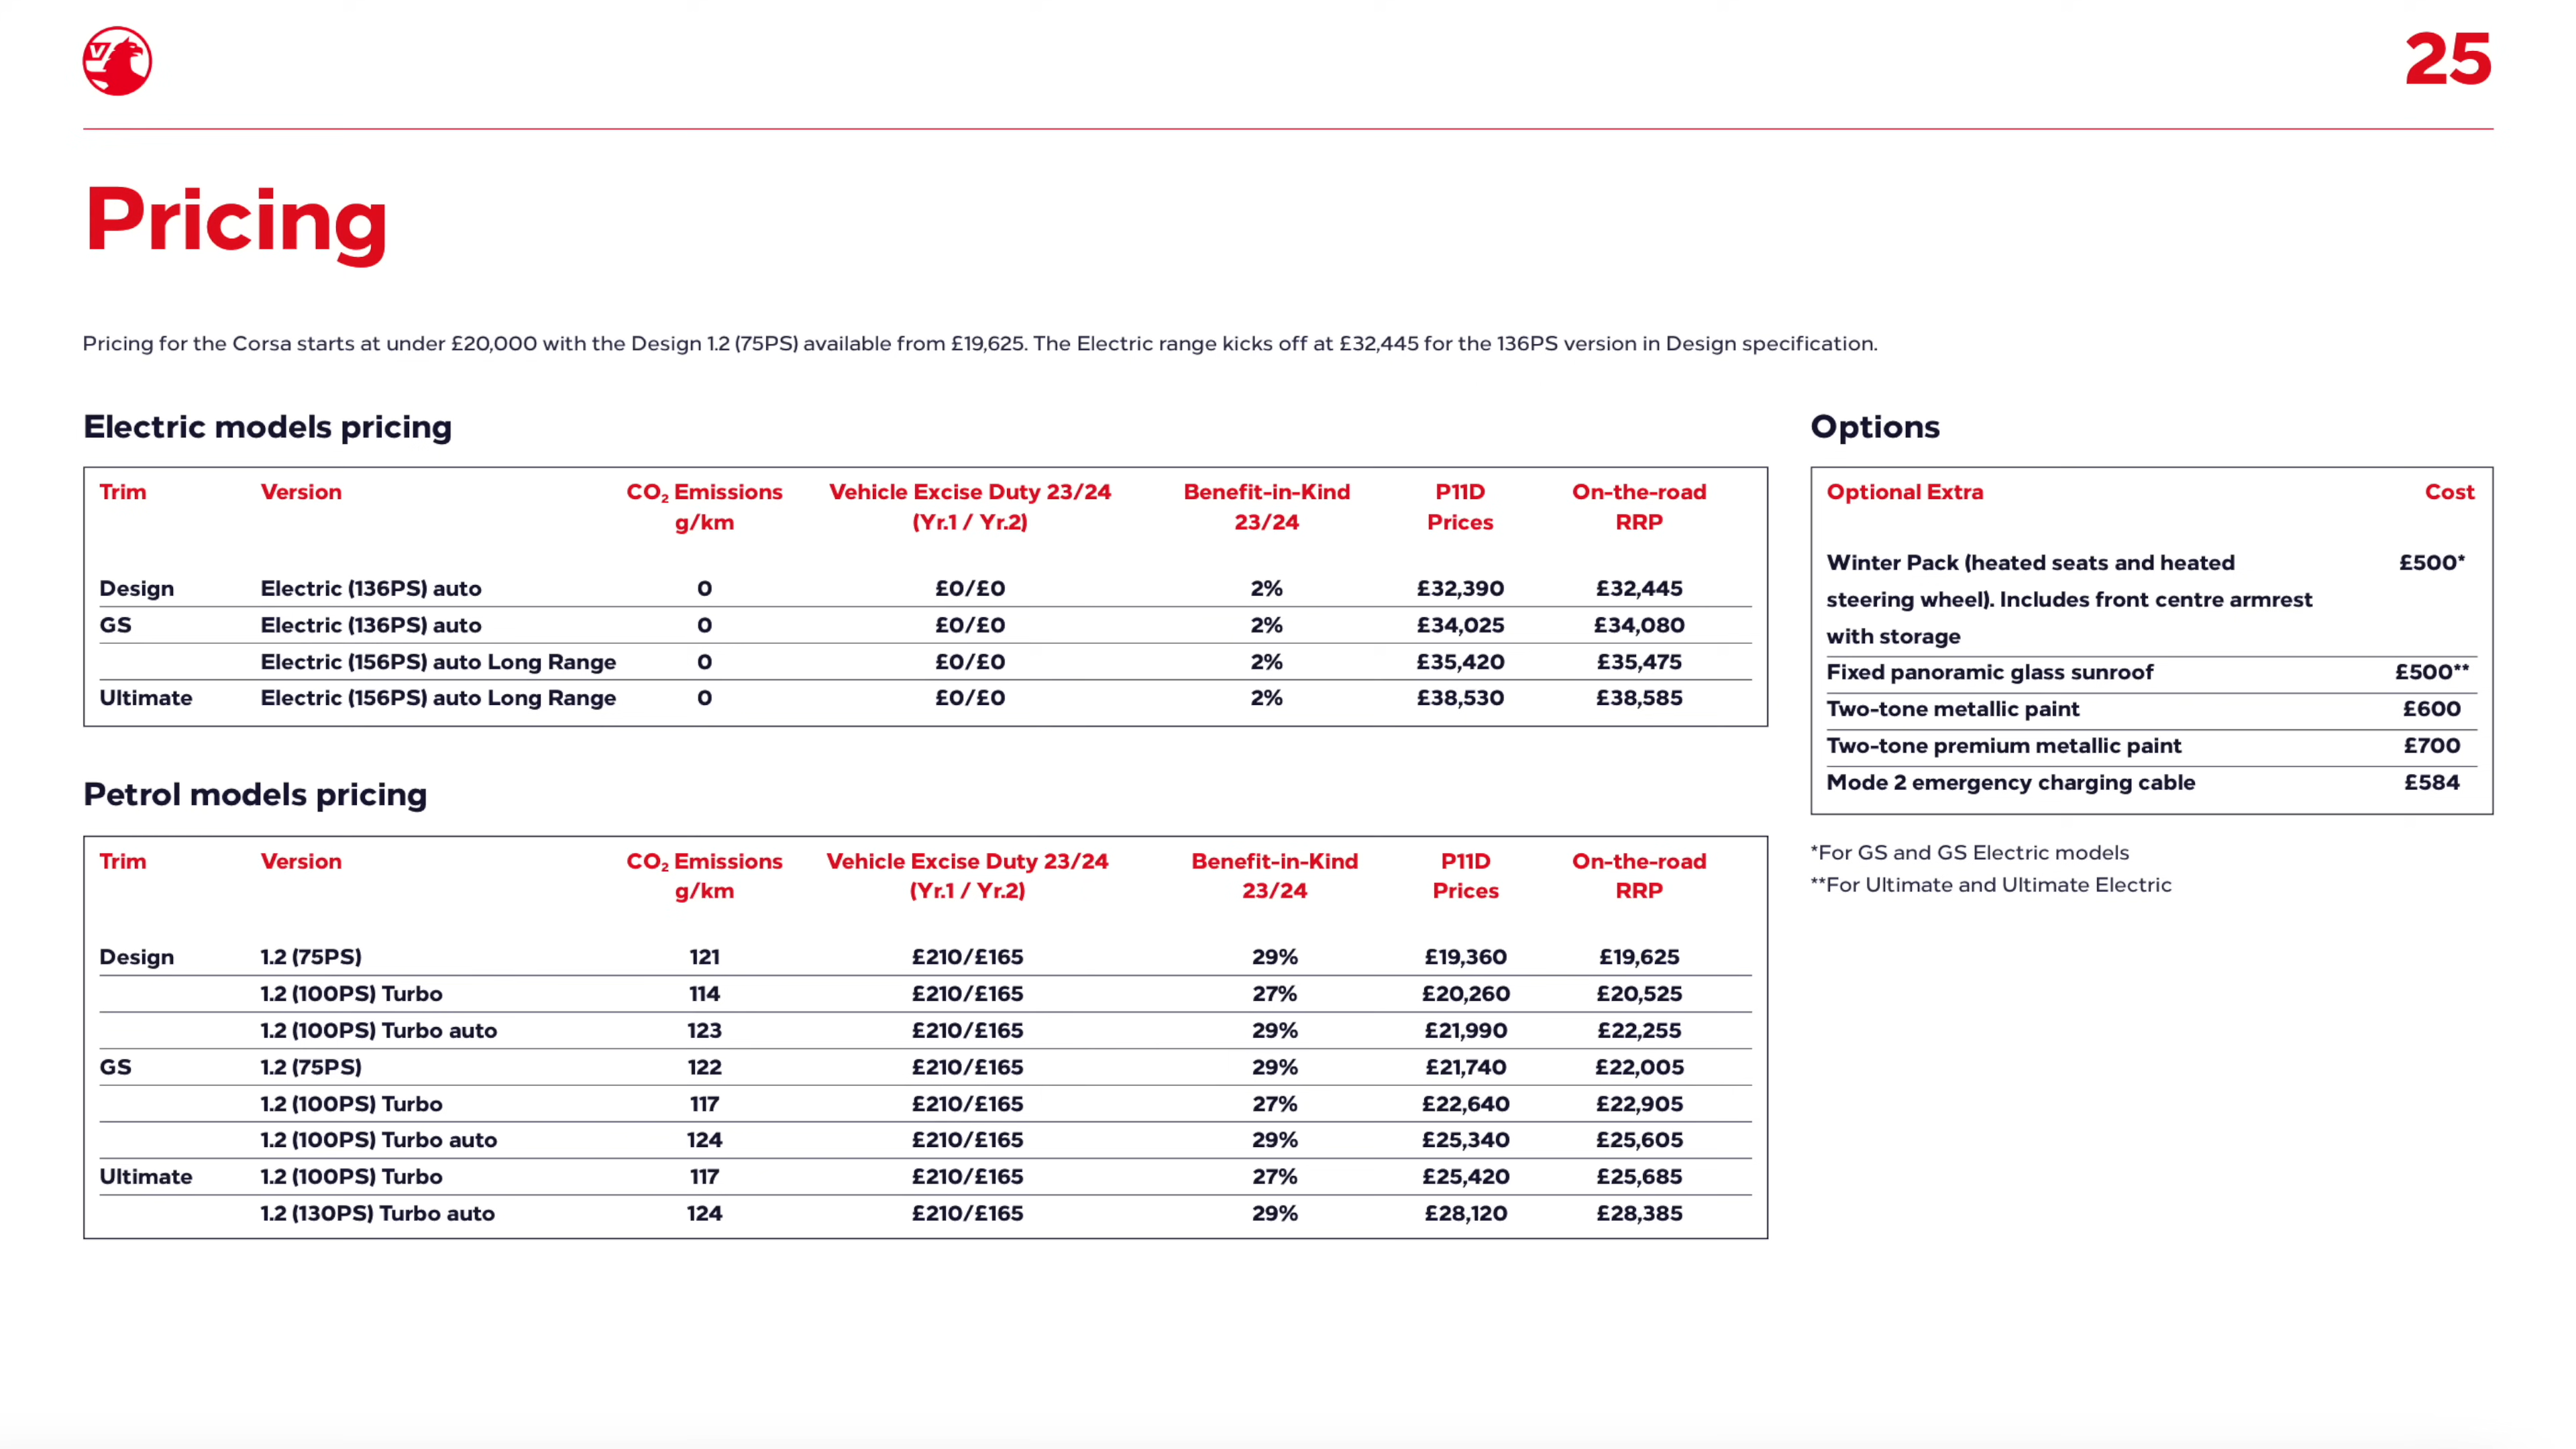 V
25
Pricing
Pricing for the Corsa starts at under £20,000 with the Design 1.2 (75PS) available from £19,625. The Electric range kicks off at £32,445 for the 136PS version in Design specification.
Electric models pricing
Trim Version CO₂ Emissions g/km Vehicle Excise Duty 23/24 (Yr.1 / Yr.2) Benefit-in-Kind 23/24 P11D Prices On-the-road RRP
Design Electric (136PS) auto 0 £0/£0 2% £32,390 £32,445
GS Electric (136PS) auto 0 £0/£0 2% £34,025 £34,080
Electric (156PS) auto Long Range 0 £0/£0 2% £35,420 £35,475
Ultimate Electric (156PS) auto Long Range 0 £0/£0 2% £38,530 £38,585
Petrol models pricing
Trim Version CO₂ Emissions g/km Vehicle Excise Duty 23/24 (Yr.1 / Yr.2) Benefit-in-Kind 23/24 P11D Prices On-the-road RRP
Design 1.2 (75PS) 121 £210/£165 29% £19,360 £19,625
1.2 (100PS) Turbo 114 £210/£165 27% £20,260 £20,525
1.2 (100PS) Turbo auto 123 £210/£165 29% £21,990 £22,255
GS 1.2 (75PS) 122 £210/£165 29% £21,740 £22,005
1.2 (100PS) Turbo 117 £210/£165 27% £22,640 £22,905
1.2 (100PS) Turbo auto 124 £210/£165 29% £25,340 £25,605
Ultimate 1.2 (100PS) Turbo 117 £210/£165 27% £25,420 £25,685
1.2 (130PS) Turbo auto 124 £210/£165 29% £28,120 £28,385
Options
Optional Extra Cost
Winter Pack (heated seats and heated £500*
steering wheel). Includes front centre armrest
with storage
Fixed panoramic glass sunroof £500**
Two-tone metallic paint £600
Two-tone premium metallic paint £700
Mode 2 emergency charging cable £584
*For GS and GS Electric models
**For Ultimate and Ultimate Electric